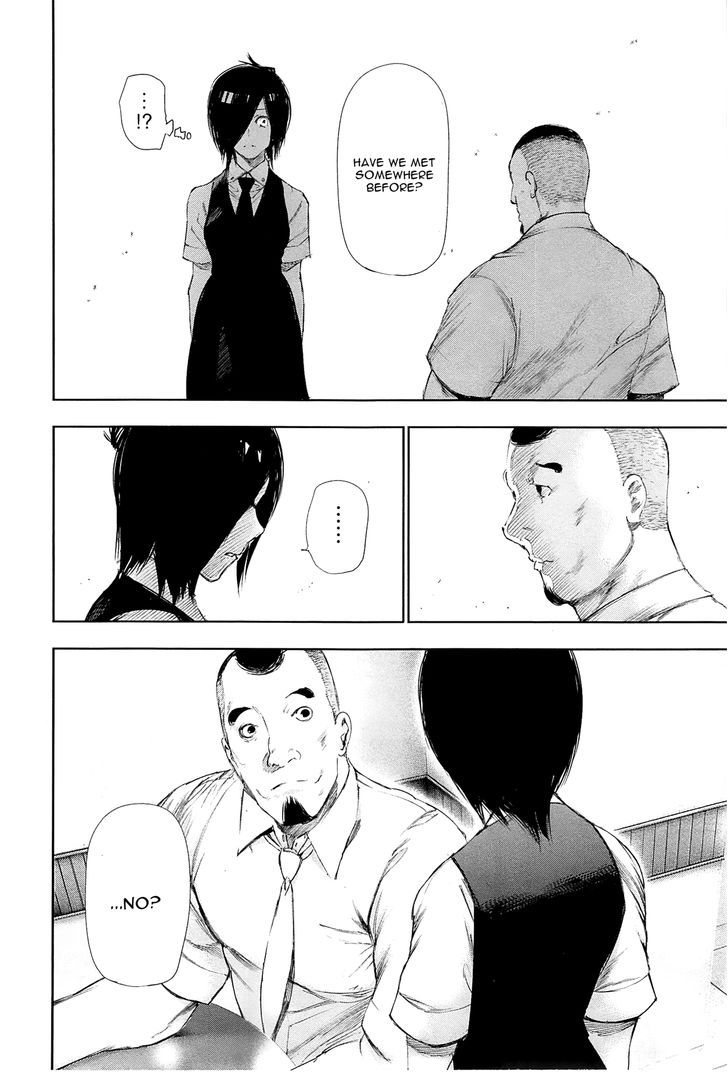 HAVE WE MET
SOMEWHERE
BEFORE?
...
!?
......
...NO?